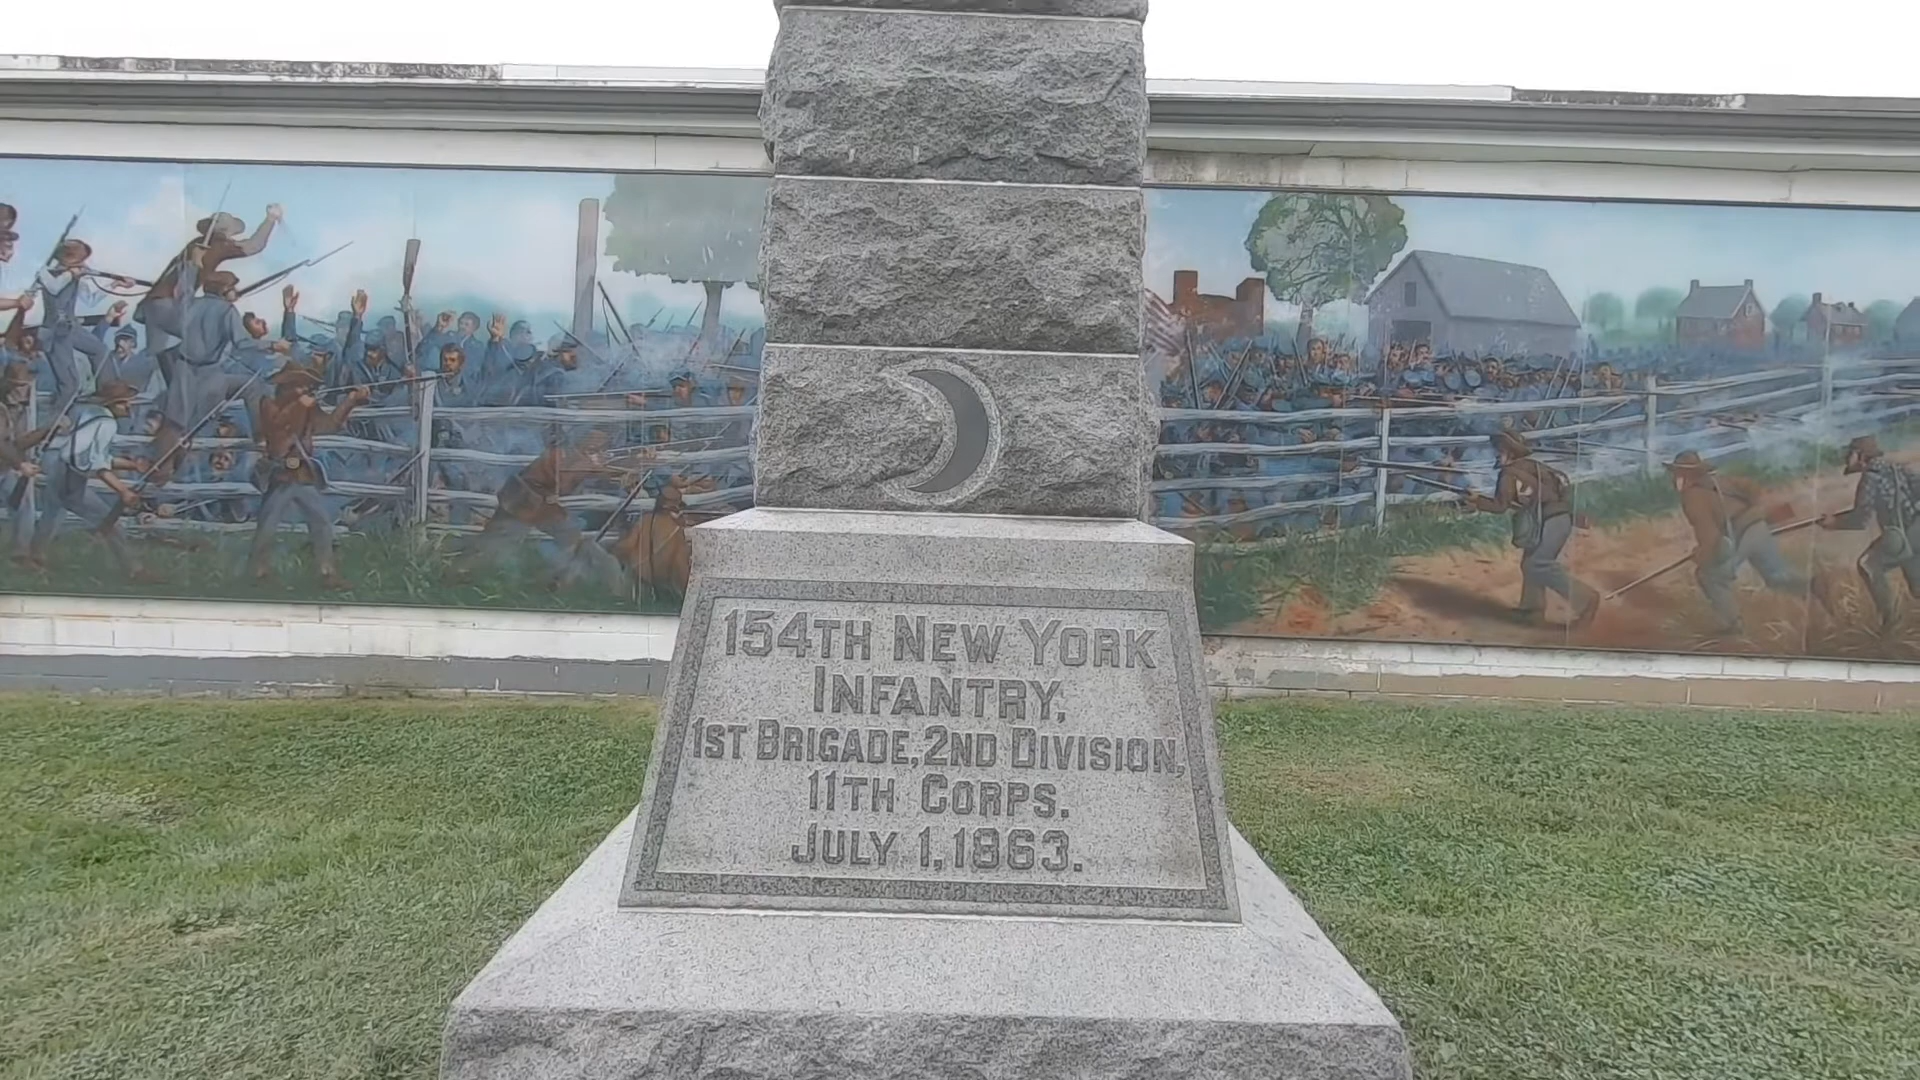 154TH NEW YORK
INFANTRY,
1ST BRIGADE, 2ND DIVISION,
11TH CORPS.
JULY 1, 1863.